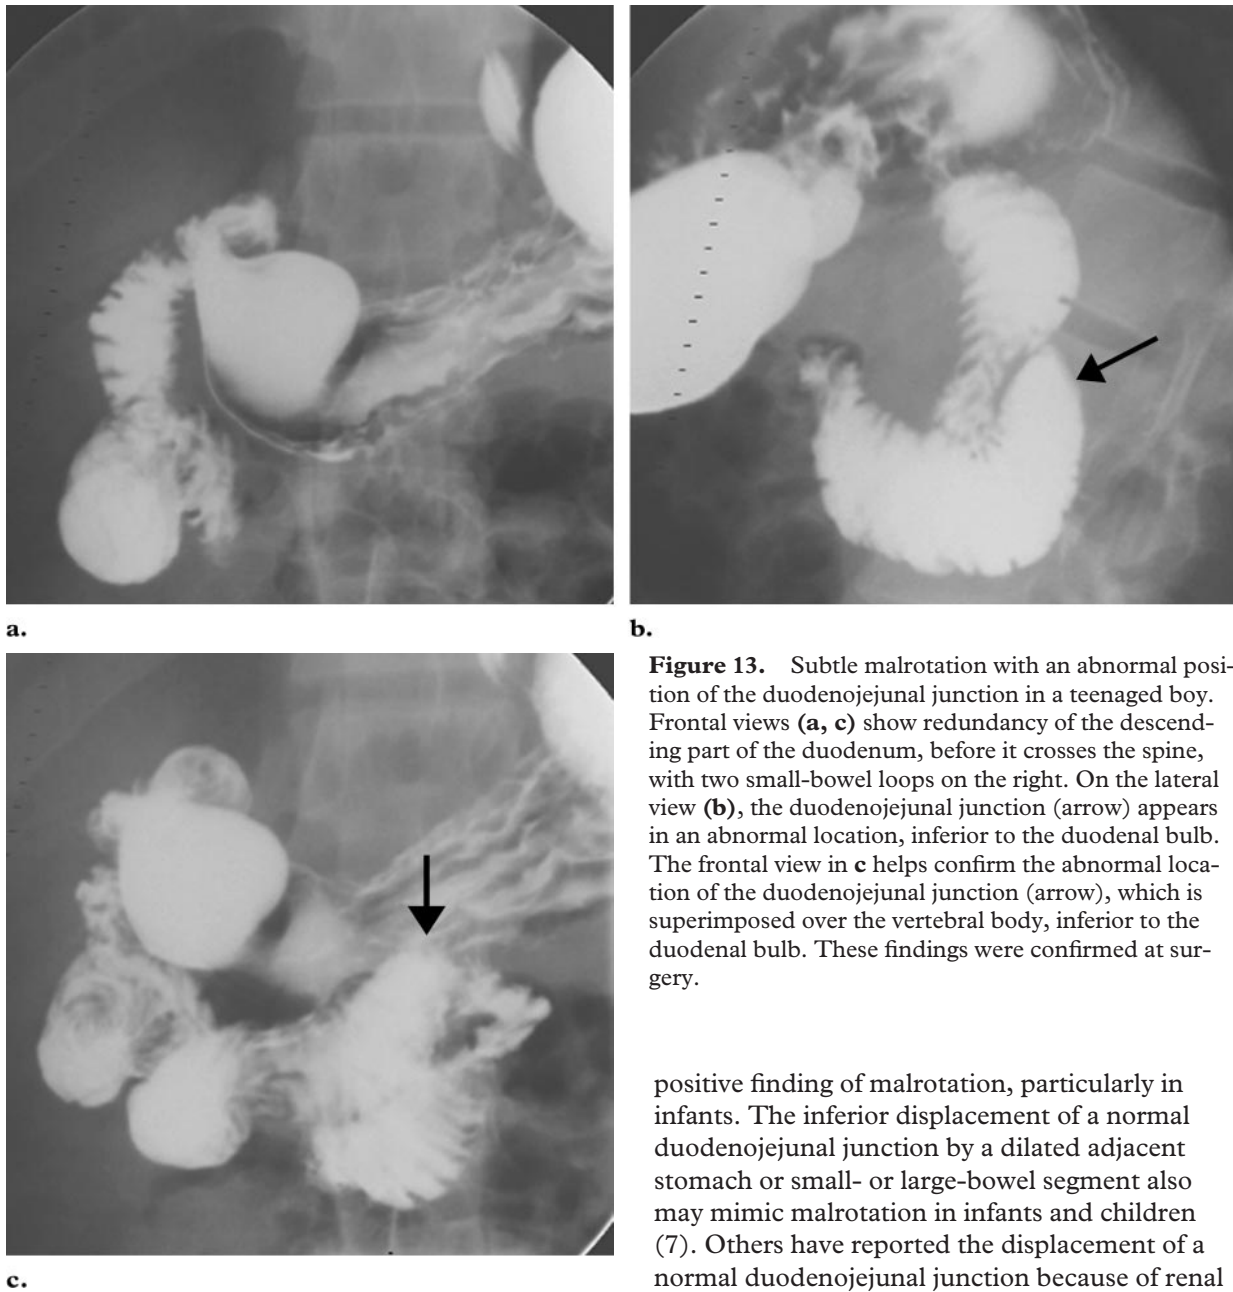 a.
b.
Figure 13. Subtle malrotation with an abnormal posi-
tion of the duodenojejunal junction in a teenaged boy.
Frontal views (a, c) show redundancy of the descend-
ing part of the duodenum, before it crosses the spine,
with two small-bowel loops on the right. On the lateral
view (b), the duodenojejunal junction (arrow) appears
in an abnormal location, inferior to the duodenal bulb.
The frontal view in c helps confirm the abnormal loca-
tion of the duodenojejunal junction (arrow), which is
superimposed over the vertebral body, inferior to the
duodenal bulb. These findings were confirmed at sur-
gery.
c.
positive finding of malrotation, particularly in
infants. The inferior displacement of a normal
duodenojejunal junction by a dilated adjacent
stomach or small- or large-bowel segment also
may mimic malrotation in infants and children
(7). Others have reported the displacement of a
normal duodenojejunal junction because of renal